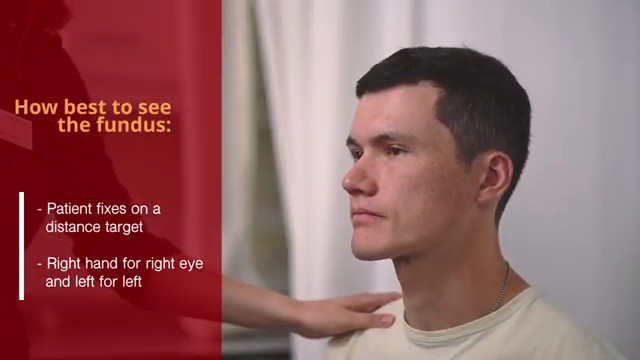 How best to see
the fundus:
- Patient fixes on a
distance target
- Right hand for right eye
and left for left